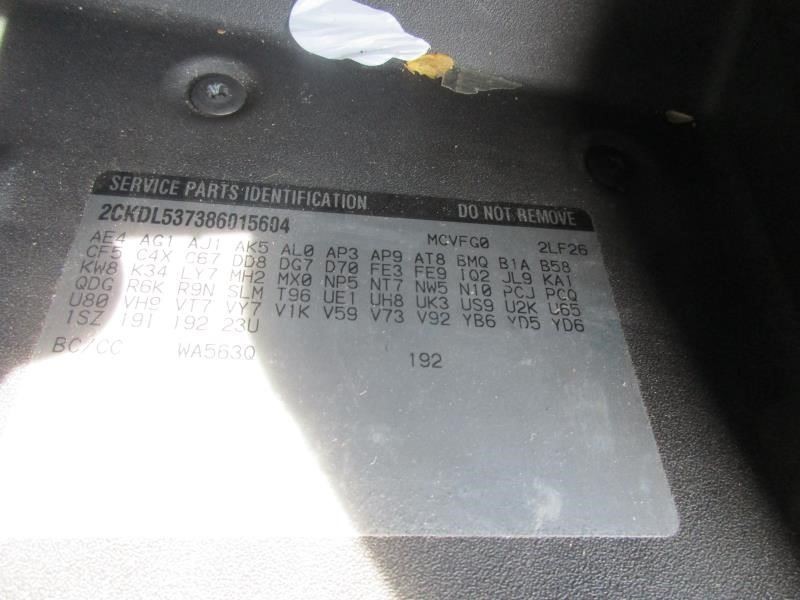 SERVICE PARTS IDENTIFICATION DO NOT REMOVE
2CKDL537386015604 MCVFG0 2LF26
AE4 AG1 AJ1 AK5 AL0 AP3 AP9 AT8 BMQ B1A B58
CF5 C4X C67 DD8 DG7 D70 FE3 FE9 IQ2 JL9 KA1
KW8 K34 LY7 MH2 MX0 NP5 NT7 NW5 N10 PCJ PCQ
QDG R6K R9N SLM T96 UE1 UH8 UK3 US9 U2K U65
U80 VH9 VT7 VY7 V1K V59 V73 V92 YB6 YD5 YD6
1SZ 19I 192 23U
BC/CC WA563Q 192